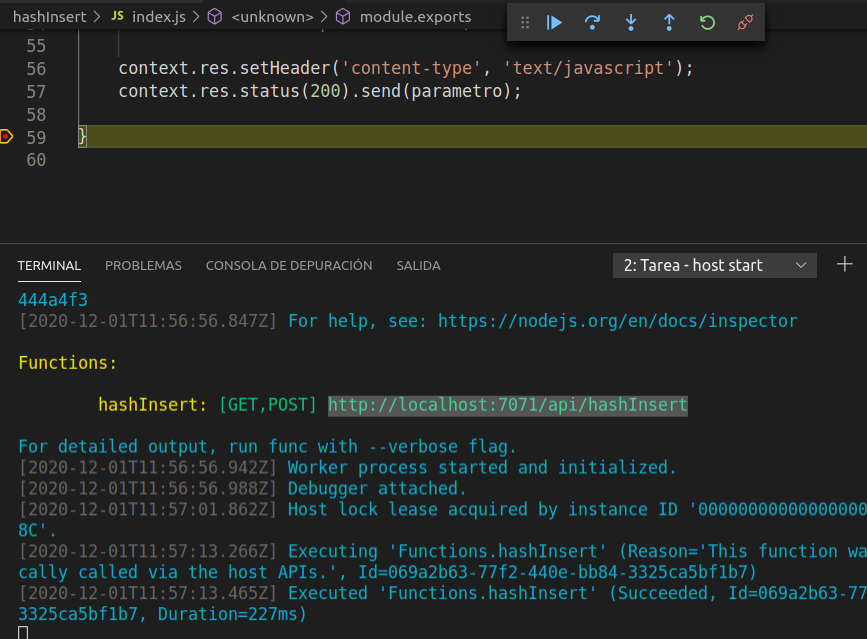 hashInsert > JS index.js > <unknown> > module.exports
55
56 context.res.setHeader('content-type', 'text/javascript');
57 context.res.status(200).send(parametro);
58
59 }
60
TERMINAL PROBLEMAS CONSOLA DE DEPURACIÓN SALIDA 2: Tarea - host start
444a4f3
[2020-12-01T11:56:56.847Z] For help, see: https://nodejs.org/en/docs/inspector
Functions:
hashInsert: [GET,POST] http://localhost:7071/api/hashInsert
For detailed output, run func with --verbose flag.
[2020-12-01T11:56:56.942Z] Worker process started and initialized.
[2020-12-01T11:56:56.988Z] Debugger attached.
[2020-12-01T11:57:01.862Z] Host lock lease acquired by instance ID '00000000000000000
8C'.
[2020-12-01T11:57:13.266Z] Executing 'Functions.hashInsert' (Reason='This function wa
cally called via the host APIs.', Id=069a2b63-77f2-440e-bb84-3325ca5bf1b7)
[2020-12-01T11:57:13.465Z] Executed 'Functions.hashInsert' (Succeeded, Id=069a2b63-77
3325ca5bf1b7, Duration=227ms)